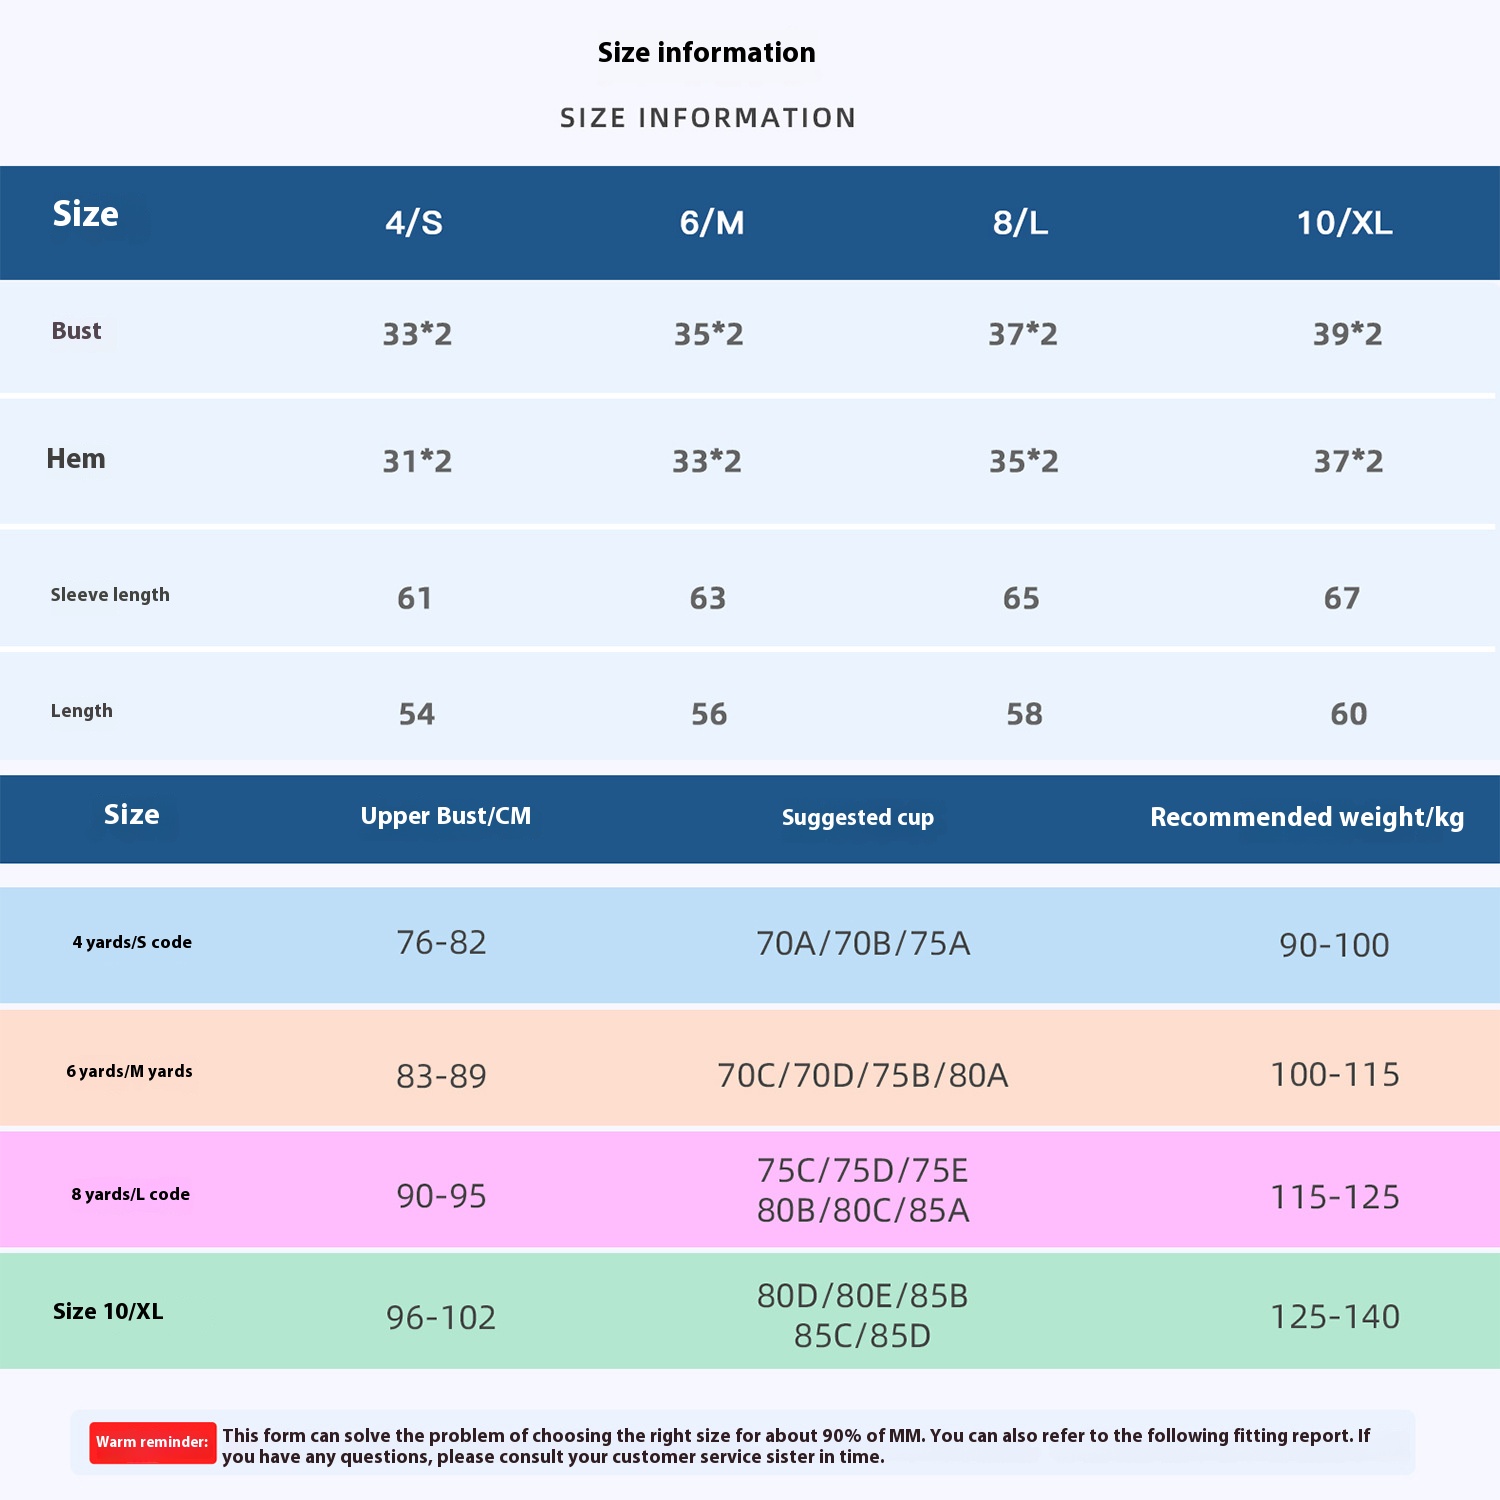 Size information
SIZE INFORMATION
Size 4/S 6/M 8/L 10/XL
Bust 33*2 35*2 37*2 39*2
Hem 31*2 33*2 35*2 37*2
Sleeve length 61 63 65 67
Length 54 56 58 60
Size Upper Bust/CM Suggested cup Recommended weight/kg
4 yards/S code 76-82 70A/70B/75A 90-100
6 yards/M yards 83-89 70C/70D/75B/80A 100-115
8 yards/L code 90-95 75C/75D/75E
80B/80C/85A 115-125
Size 10/XL 96-102 80D/80E/85B
85C/85D 125-140
Warm reminder: This form can solve the problem of choosing the right size for about 90% of MM. You can also refer to the following fitting report. If
you have any questions, please consult your customer service sister in time.